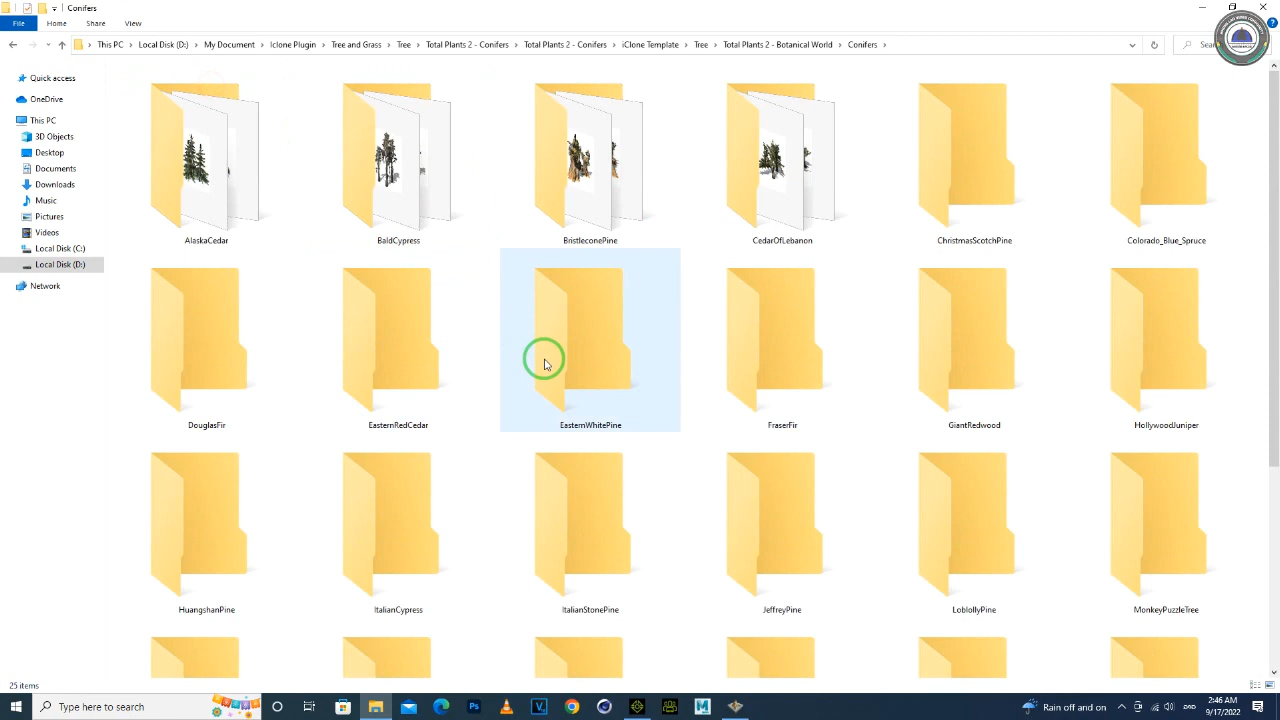 Conifers
File Home Share View
This PC Local Disk (D:) My Document Iclone Plugin Tree and Grass Tree Total Plants 2 - Conifers Total Plants 2 - Conifers iClone Template Tree Total Plants 2 - Botanical World Conifers
Quick access
OneDrive
This PC
3D Objects
Desktop
Documents
Downloads
Music
Pictures
Videos
Local Disk (C:)
Local Disk (D:)
Network
AlaskaCedar BaldCypress BristleconePine CedarOfLebanon ChristmasScotchPine Colorado_Blue_Spruce
DouglasFir EasternRedCedar EasternWhitePine FraserFir GiantRedwood HollywoodJuniper
HuangshanPine ItalianCypress ItalianStonePine JeffreyPine LoblollyPine MonkeyPuzzleTree
25 items
Type here to search
Rain off and on
2:46 AM
9/17/2022